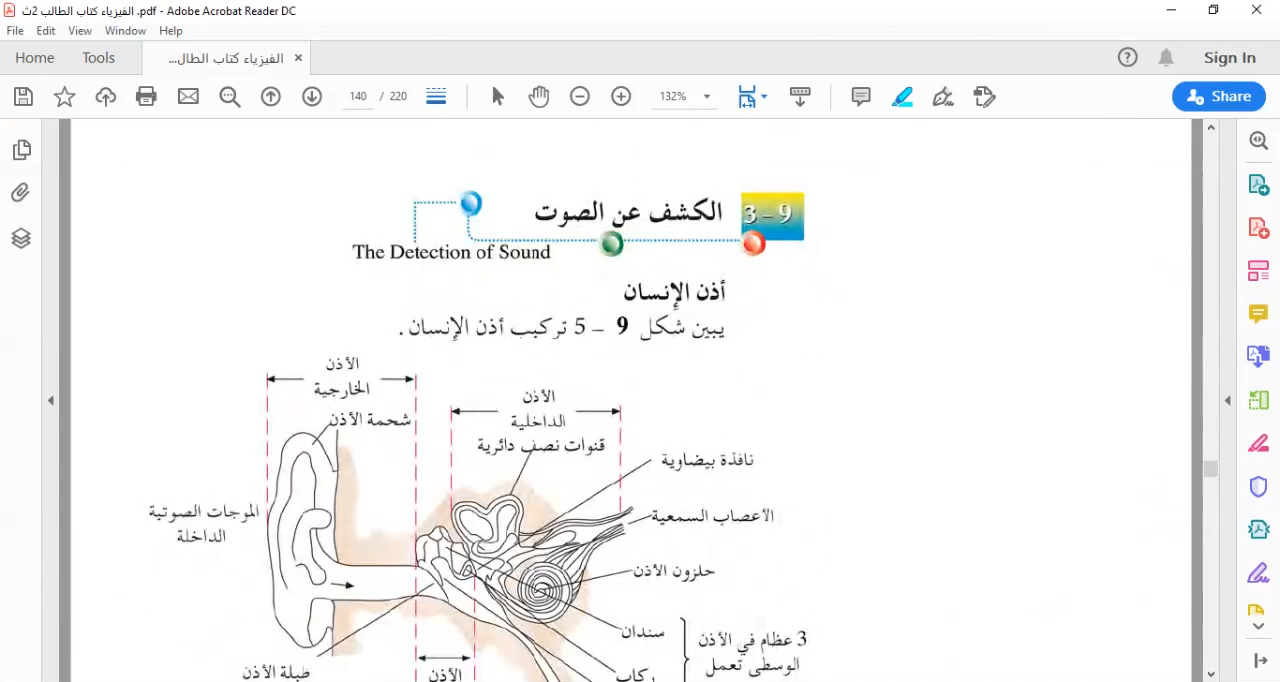 الفيزياء كتاب الطالب 2ث .pdf - Adobe Acrobat Reader DC
File Edit View Window Help
Home Tools الفيزياء كتاب الطال... × Sign In
140 / 220 132% Share
3 – 9 الكشف عن الصوت
The Detection of Sound
أذن الإنسان
يبين شكل 9 – 5 تركيب أذن الإنسان .
الأذن
الخارجية
شحمة الأذن
الأذن
الداخلية
قنوات نصف دائرية
نافذة بيضاوية
الموجات الصوتية
الداخلة
الأعصاب السمعية
حلزون الأذن
سندان
3 عظام في الأذن
الوسطى تعمل
ركاب
الأذن
طبلة الأذن